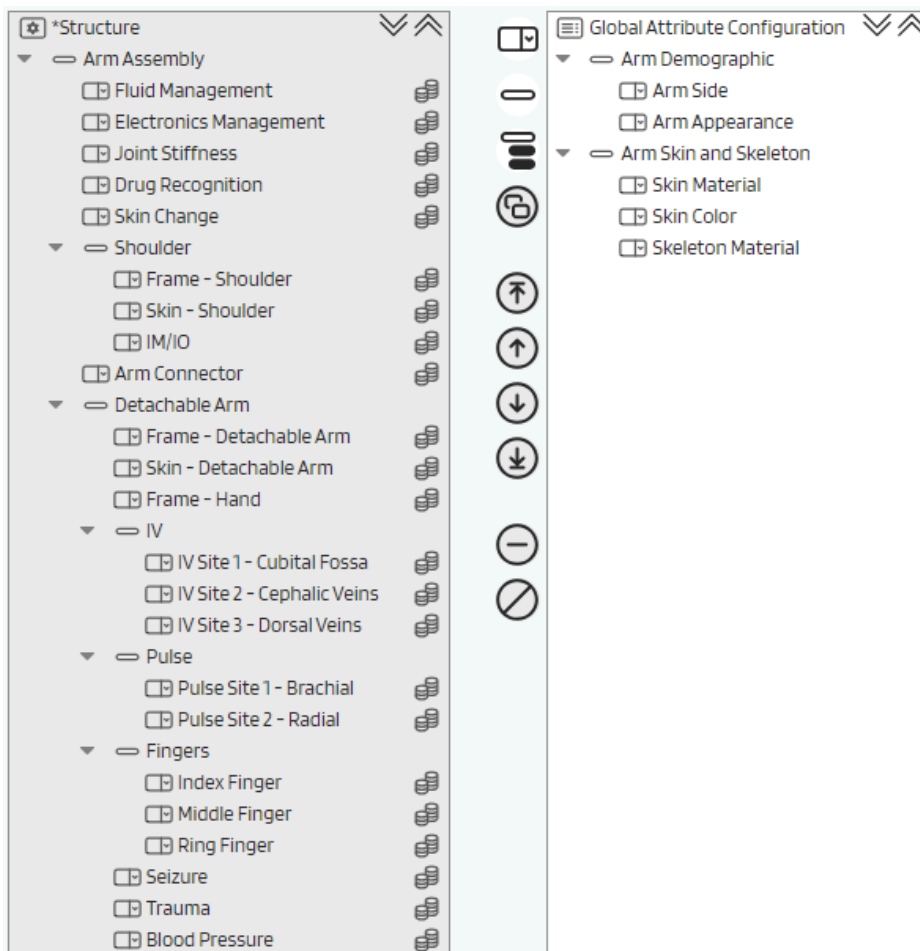 *Structure
Arm Assembly
Fluid Management
Electronics Management
Joint Stiffness
Drug Recognition
Skin Change
Shoulder
Frame - Shoulder
Skin - Shoulder
IM/IO
Arm Connector
Detachable Arm
Frame - Detachable Arm
Skin - Detachable Arm
Frame - Hand
IV
IV Site 1 - Cubital Fossa
IV Site 2 - Cephalic Veins
IV Site 3 - Dorsal Veins
Pulse
Pulse Site 1 - Brachial
Pulse Site 2 - Radial
Fingers
Index Finger
Middle Finger
Ring Finger
Seizure
Trauma
Blood Pressure
Global Attribute Configuration
Arm Demographic
Arm Side
Arm Appearance
Arm Skin and Skeleton
Skin Material
Skin Color
Skeleton Material